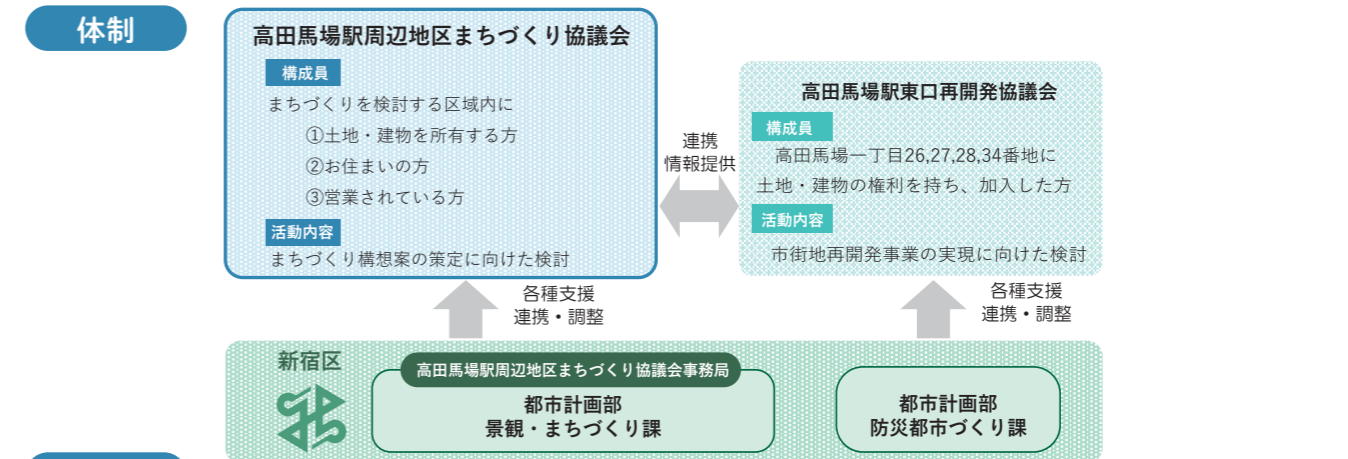 体制
高田馬場駅周辺地区まちづくり協議会
構成員
まちづくりを検討する区域内に
①土地・建物を所有する方
②お住まいの方
③営業されている方
活動内容
まちづくり構想案の策定に向けた検討
連携
情報提供
高田馬場駅東口再開発協議会
構成員
高田馬場一丁目26,27,28,34番地に
土地・建物の権利を持ち、加入した方
活動内容
市街地再開発事業の実現に向けた検討
各種支援
連携・調整
各種支援
連携・調整
新宿区
高田馬場駅周辺地区まちづくり協議会事務局
都市計画部
景観・まちづくり課
都市計画部
防災都市づくり課